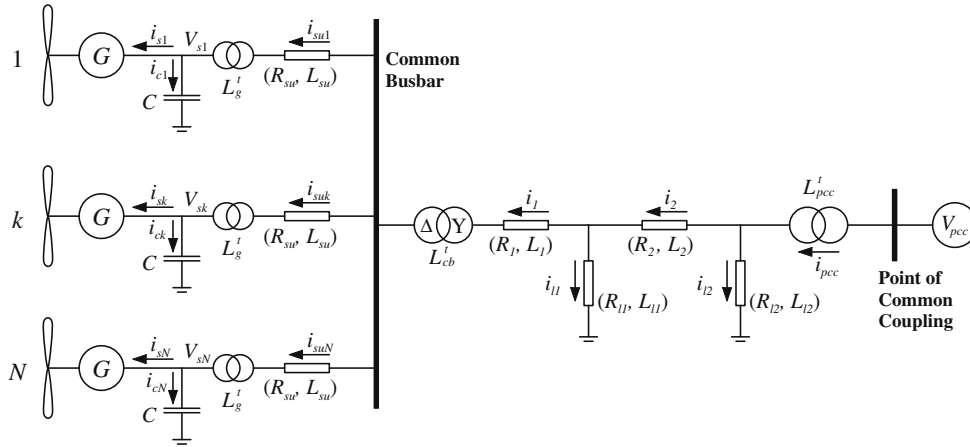 1
G
i_s1
V_s1
i_su1
i_c1
C
L_g^t
(R_su, L_su)
Common
Busbar
k
G
i_sk
V_sk
i_suk
i_ck
C
L_g^t
(R_su, L_su)
Δ Y
L_cb^t
i_1
(R_1, L_1)
i_l1
(R_l1, L_l1)
i_2
(R_2, L_2)
i_l2
(R_l2, L_l2)
L_pcc^t
i_pcc
V_pcc
Point of
Common
Coupling
N
G
i_sN
V_sN
i_suN
i_cN
C
L_g^t
(R_su, L_su)